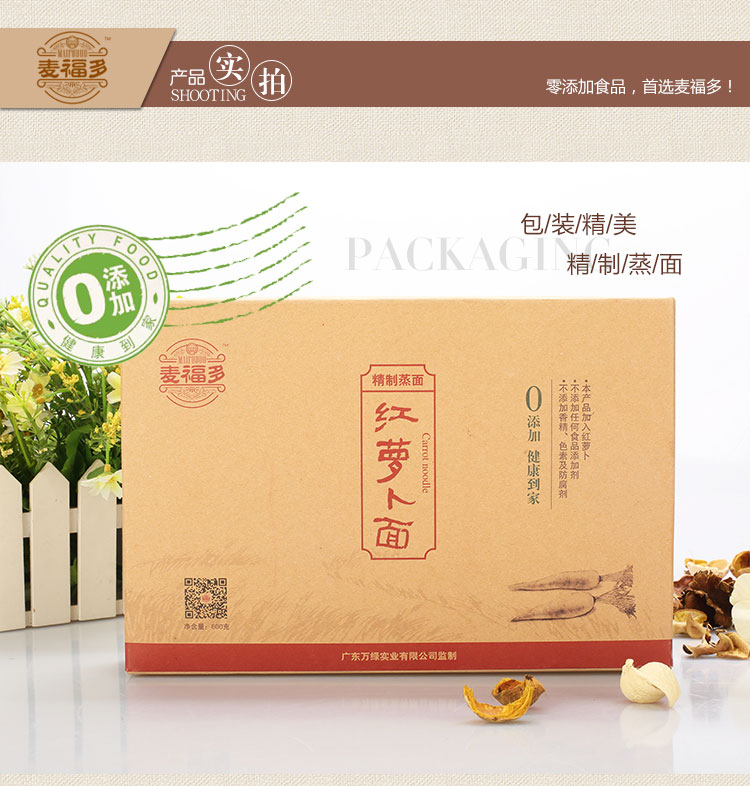 MAIFUDUO
麦福多
™
产品 实拍
SHOOTING
零添加食品，首选麦福多！
包/装/精/美
PACKAGING
精/制/蒸/面
QUALITY FOOD
0添加
健康到家
麦福多
™
精制蒸面
红萝卜面
Carrot noodle
0添加 健康到家
•本产品加入红萝卜
•不添加任何食品添加剂
不添加香精、色素及防腐剂
净含量：600克
广东万绿实业有限公司监制